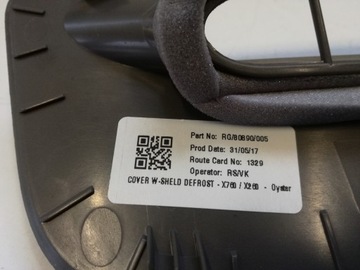 Part No: RG/80890/005
Prod Date: 31/05/17
Route Card No: 1329
Operator: RS/VK
COVER W-SHELD DEFROST - X760 / X260 - Oyster